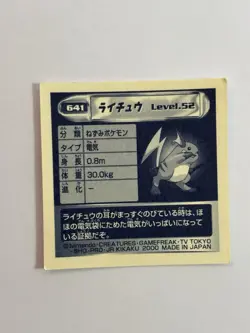 641 ライチュウ Level.52
分類 ねずみポケモン
タイプ 電気
身長 0.8m
体重 30.0kg
進化 -
ライチュウの耳がまっすぐのびている時は、ほ
ほの電気袋にためた電気がいっぱいになって
いる証拠だぞ。
©Nintendo・CREATURES・GAMEFREAK・TV TOKYO
・SHO-PRO・JR KIKAKU 2000 MADE IN JAPAN